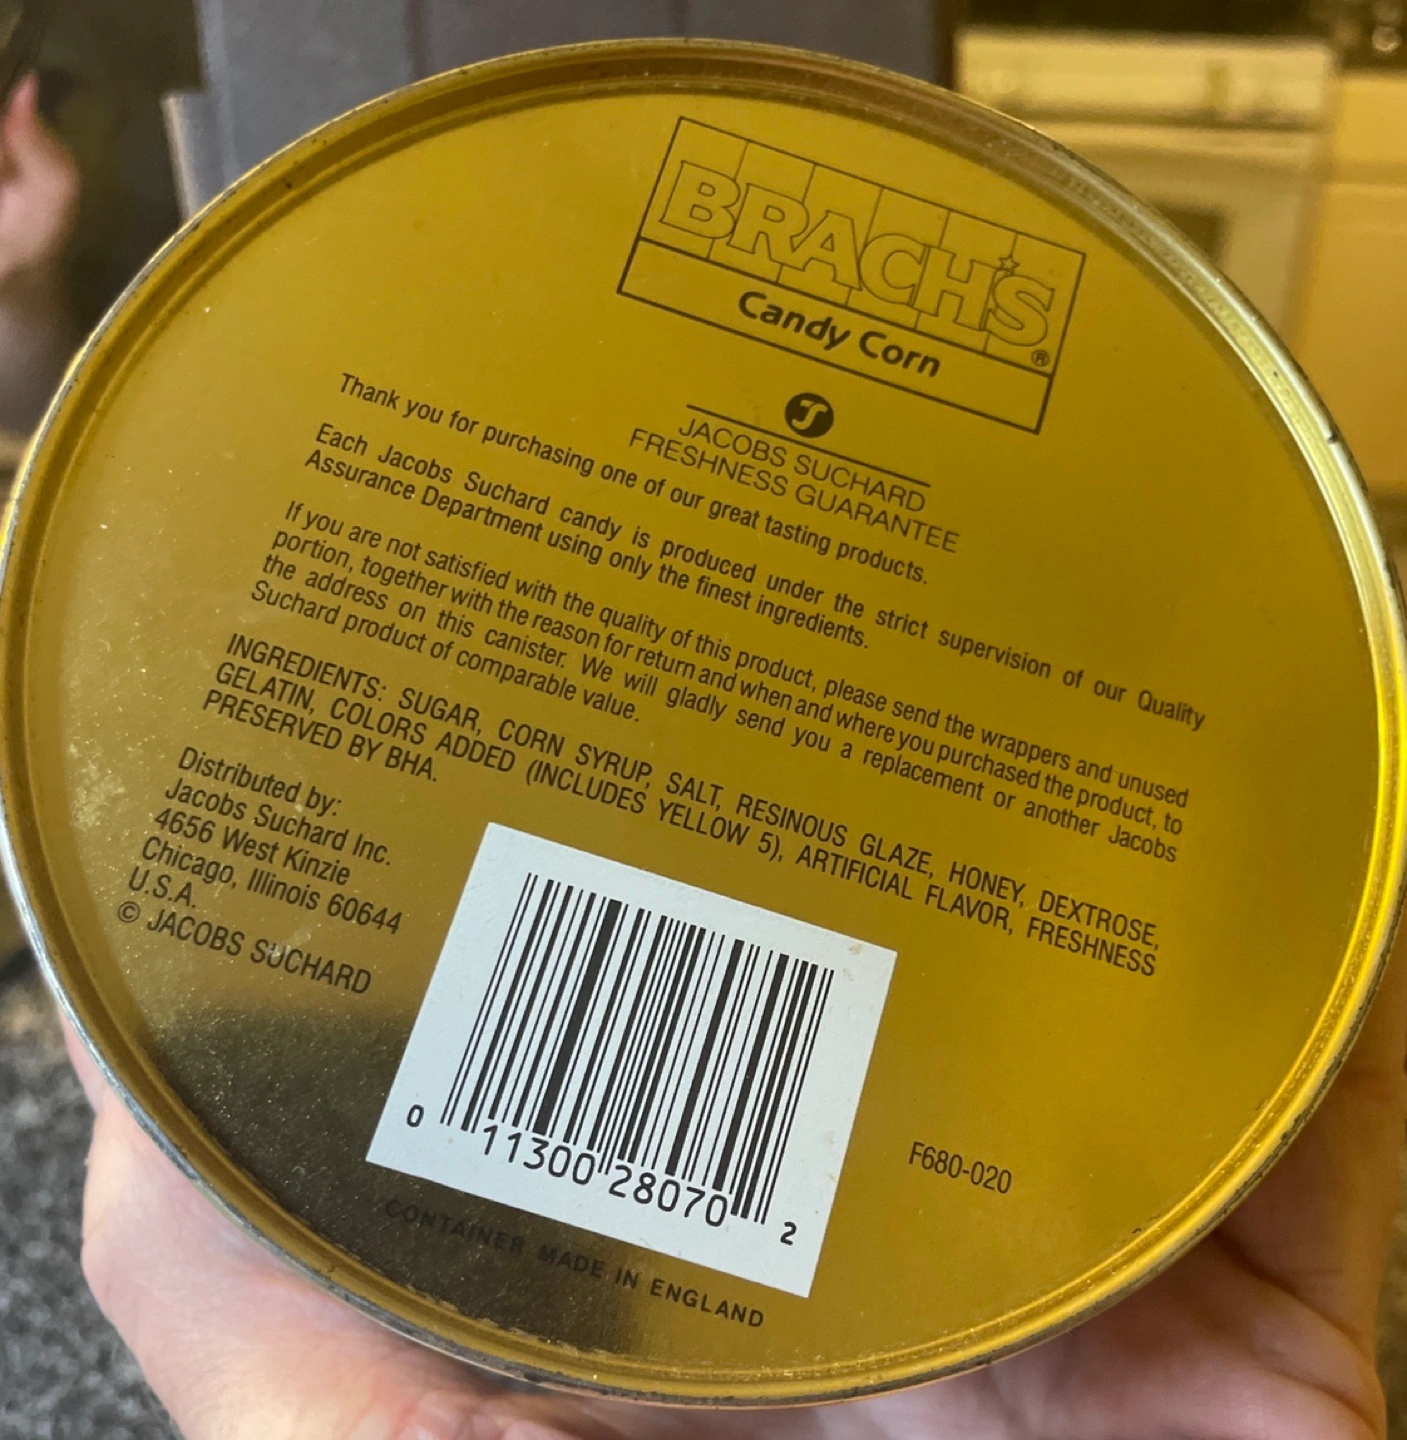 BRACH'S®
Candy Corn
JACOBS SUCHARD
FRESHNESS GUARANTEE
Thank you for purchasing one of our great tasting products.
Each Jacobs Suchard candy is produced under the strict supervision of our Quality
Assurance Department using only the finest ingredients.
If you are not satisfied with the quality of this product, please send the wrappers and unused
portion, together with the reason for return and when and where you purchased the product, to
the address on this canister. We will gladly send you a replacement or another Jacobs
Suchard product of comparable value.
INGREDIENTS: SUGAR, CORN SYRUP, SALT, RESINOUS GLAZE, HONEY, DEXTROSE,
GELATIN, COLORS ADDED (INCLUDES YELLOW 5), ARTIFICIAL FLAVOR, FRESHNESS
PRESERVED BY BHA.
Distributed by:
Jacobs Suchard Inc.
4656 West Kinzie
Chicago, Illinois 60644
U.S.A.
© JACOBS SUCHARD
0 11300 28070 2
F680-020
CONTAINER MADE IN ENGLAND